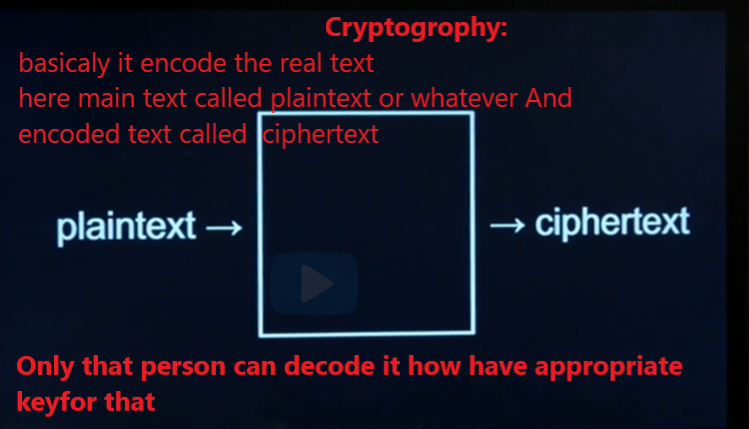 Cryptogrophy:
basicaly it encode the real text
here main text called plaintext or whatever And
encoded text called ciphertext
plaintext → → ciphertext
Only that person can decode it how have appropriate
keyfor that